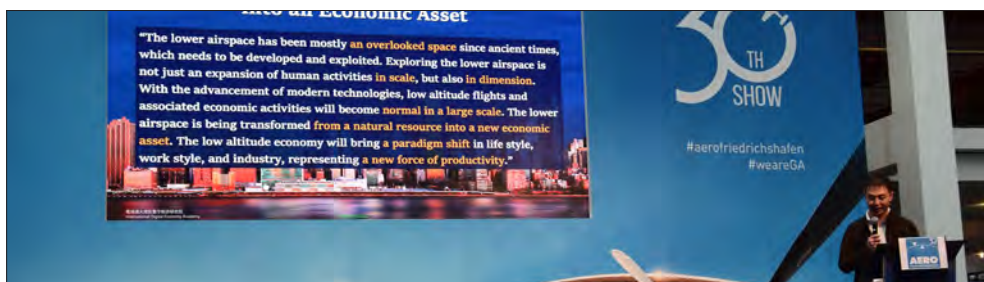 into an Economic Asset
"The lower airspace has been mostly an overlooked space since ancient times,
which needs to be developed and exploited. Exploring the lower airspace is
not just an expansion of human activities in scale, but also in dimension.
With the advancement of modern technologies, low altitude flights and
associated economic activities will become normal in a large scale. The lower
airspace is being transformed from a natural resource into a new economic
asset. The low altitude economy will bring a paradigm shift in life style,
work style, and industry, representing a new force of productivity."
International Digital Economy Academy
30
TH
SHOW
#aerofriedrichshafen
#weareGA
AERO